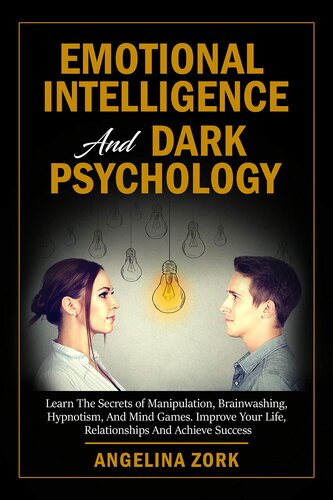 EMOTIONAL
INTELLIGENCE
And DARK
PSYCHOLOGY
Learn The Secrets of Manipulation, Brainwashing,
Hypnotism, And Mind Games. Improve Your Life,
Relationships And Achieve Success
ANGELINA ZORK